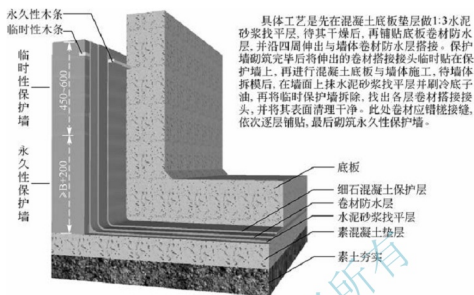 永久性木条
临时性木条
临时性保护墙
450~600
永久性保护墙
≥B+200
具体工艺是先在混凝土底板垫层做1:3水泥
砂浆找平层,待其干燥后,再铺贴底板卷材防水
层,并沿四周伸出与墙体卷材防水层搭接。保护
墙砌筑完毕后将伸出的卷材搭接接头临时贴在保
护墙上,再进行混凝土底板与墙体施工,待墙体
拆模后,在墙面上抹水泥砂浆找平层并刷冷底子
油,再将临时保护墙拆除,找出各层卷材搭接接
头,并将其表面清理干净。此处卷材应错搓接缝,
依次逐层铺贴,最后砌筑永久性保护墙。
底板
细石混凝土保护层
卷材防水层
水泥砂浆找平层
素混凝土垫层
素土夯实
所有